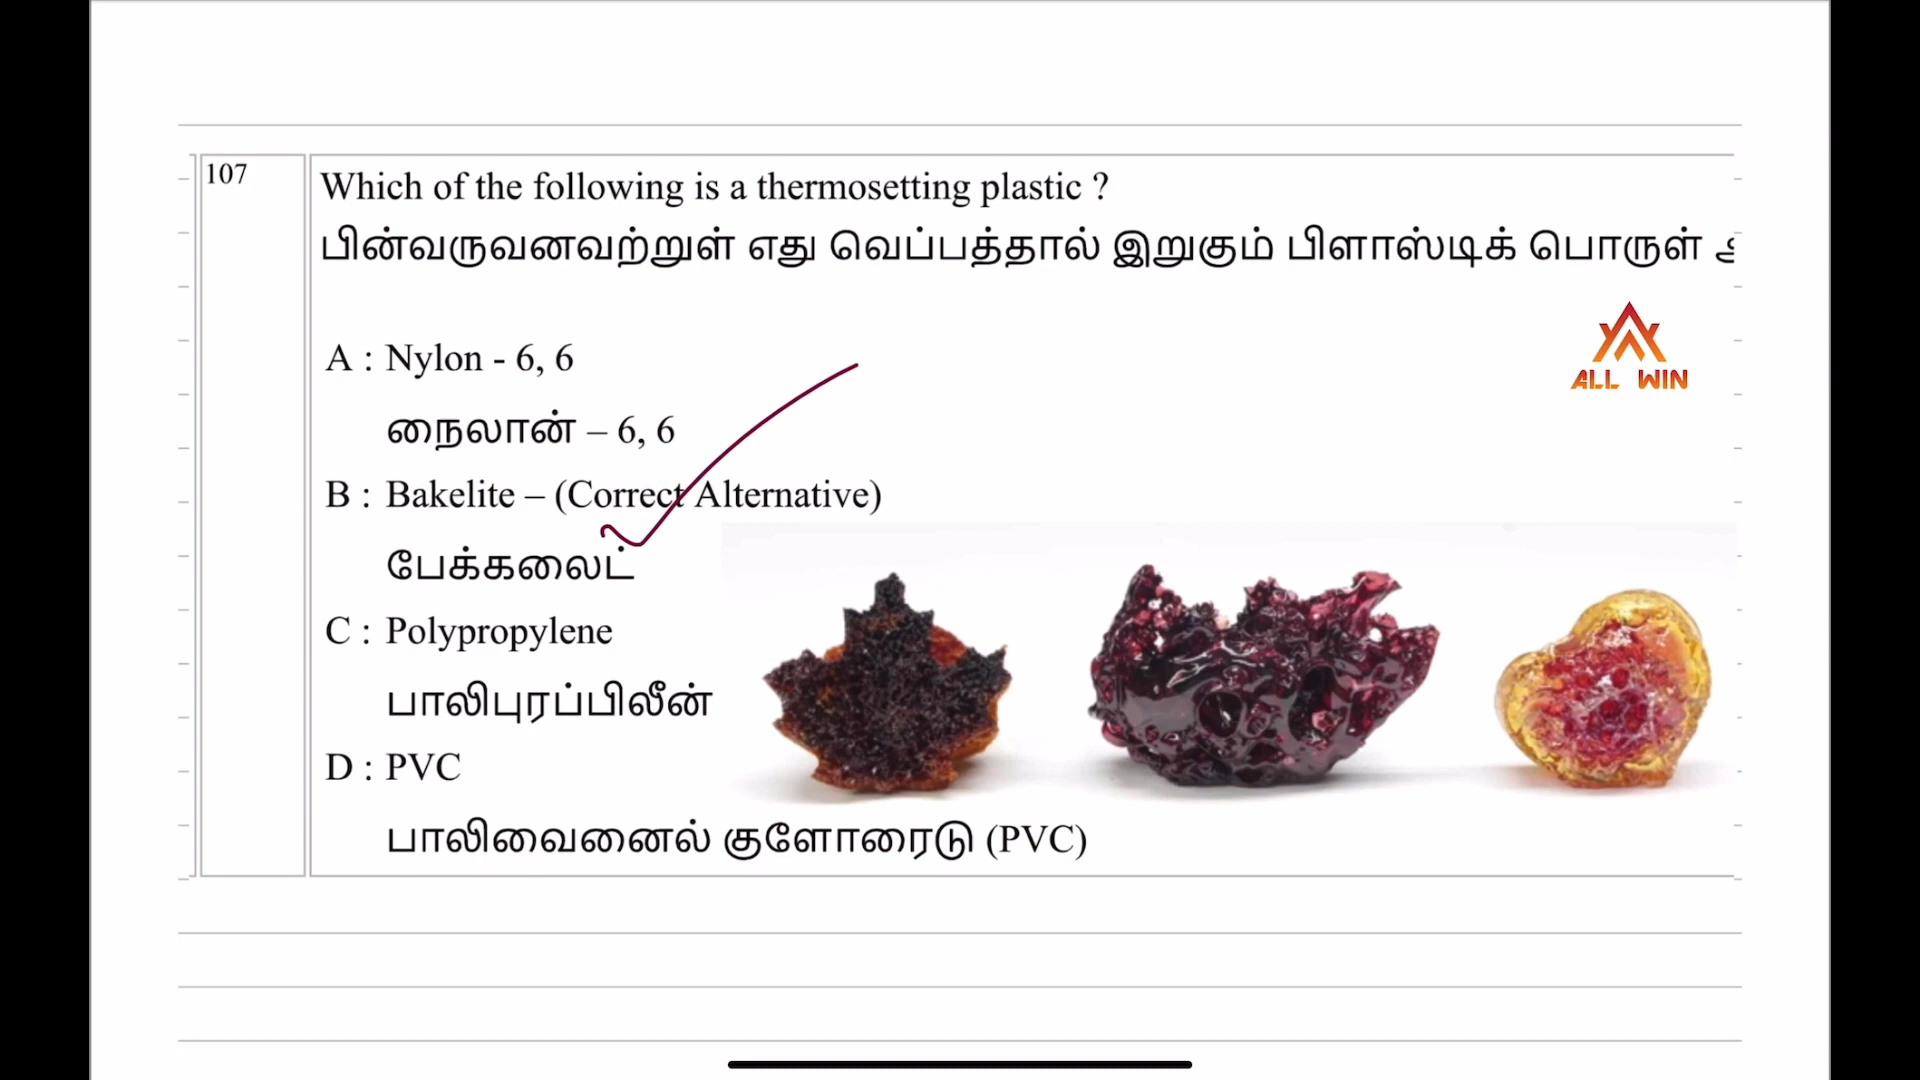 107
Which of the following is a thermosetting plastic ?
பின்வருவனவற்றுள் எது வெப்பத்தால் இறுகும் பிளாஸ்டிக் பொருள்
ALL WIN
A : Nylon - 6, 6
நைலான் – 6, 6
B : Bakelite – (Correct Alternative)
பேக்கலைட்
C : Polypropylene
பாலிபுரப்பிலீன்
D : PVC
பாலிவைனைல் குளோரைடு (PVC)